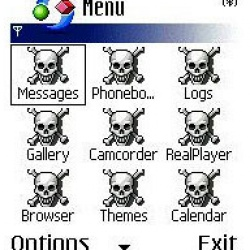 Menu
Messages Phonebo... Logs
Gallery Camcorder RealPlayer
Browser Themes Calendar
Options Exit